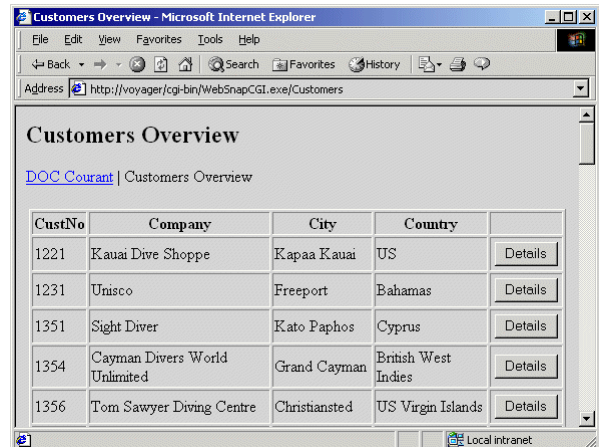 Customers Overview - Microsoft Internet Explorer
File Edit View Favorites Tools Help
Back Search Favorites History
Address http://voyager/cgi-bin/WebSnapCGI.exe/Customers
Customers Overview
DOC Courant | Customers Overview
CustNo Company City Country
1221 Kauai Dive Shoppe Kapaa Kauai US Details
1231 Unisco Freeport Bahamas Details
1351 Sight Diver Kato Paphos Cyprus Details
1354 Cayman Divers World Unlimited Grand Cayman British West Indies Details
1356 Tom Sawyer Diving Centre Christiansted US Virgin Islands Details
Local intranet